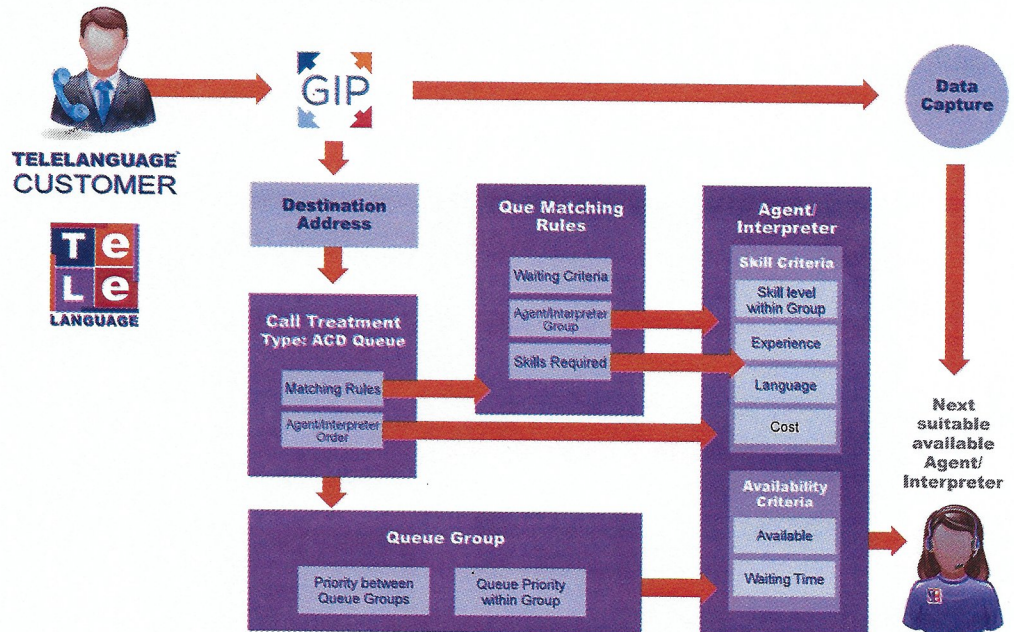 TELELANUAGE™
CUSTOMER
Te
Le
LANGUAGE
GIP
Data
Capture
Destination
Address
Call Treatment
Type: ACD Queue
Matching Rules
Agent/Interpreter
Order
Que Matching
Rules
Waiting Criteria
Agent/Interpreter
Group
Skills Required
Agent/
Interpreter
Skill Criteria
Skill level
within Group
Experience
Language
Cost
Availability
Criteria
Available
Waiting Time
Queue Group
Priority between
Queue Groups
Queue Priority
within Group
Next
suitable
available
Agent/
Interpreter